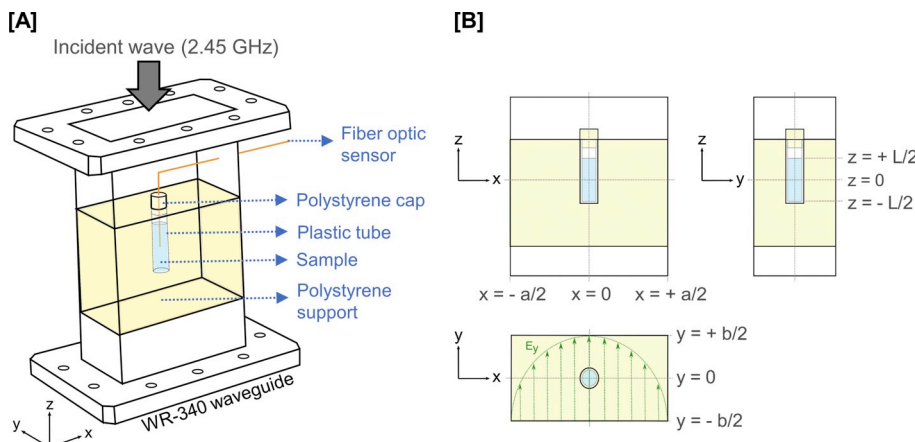 [A]
Incident wave (2.45 GHz)
Fiber optic
sensor
Polystyrene cap
Plastic tube
Sample
Polystyrene
support
WR-340 waveguide
z
y
x
[B]
z
x
z
y
z = + L/2
z = 0
z = - L/2
x = - a/2
x = 0
x = + a/2
y
x
E_y
y = + b/2
y = 0
y = - b/2